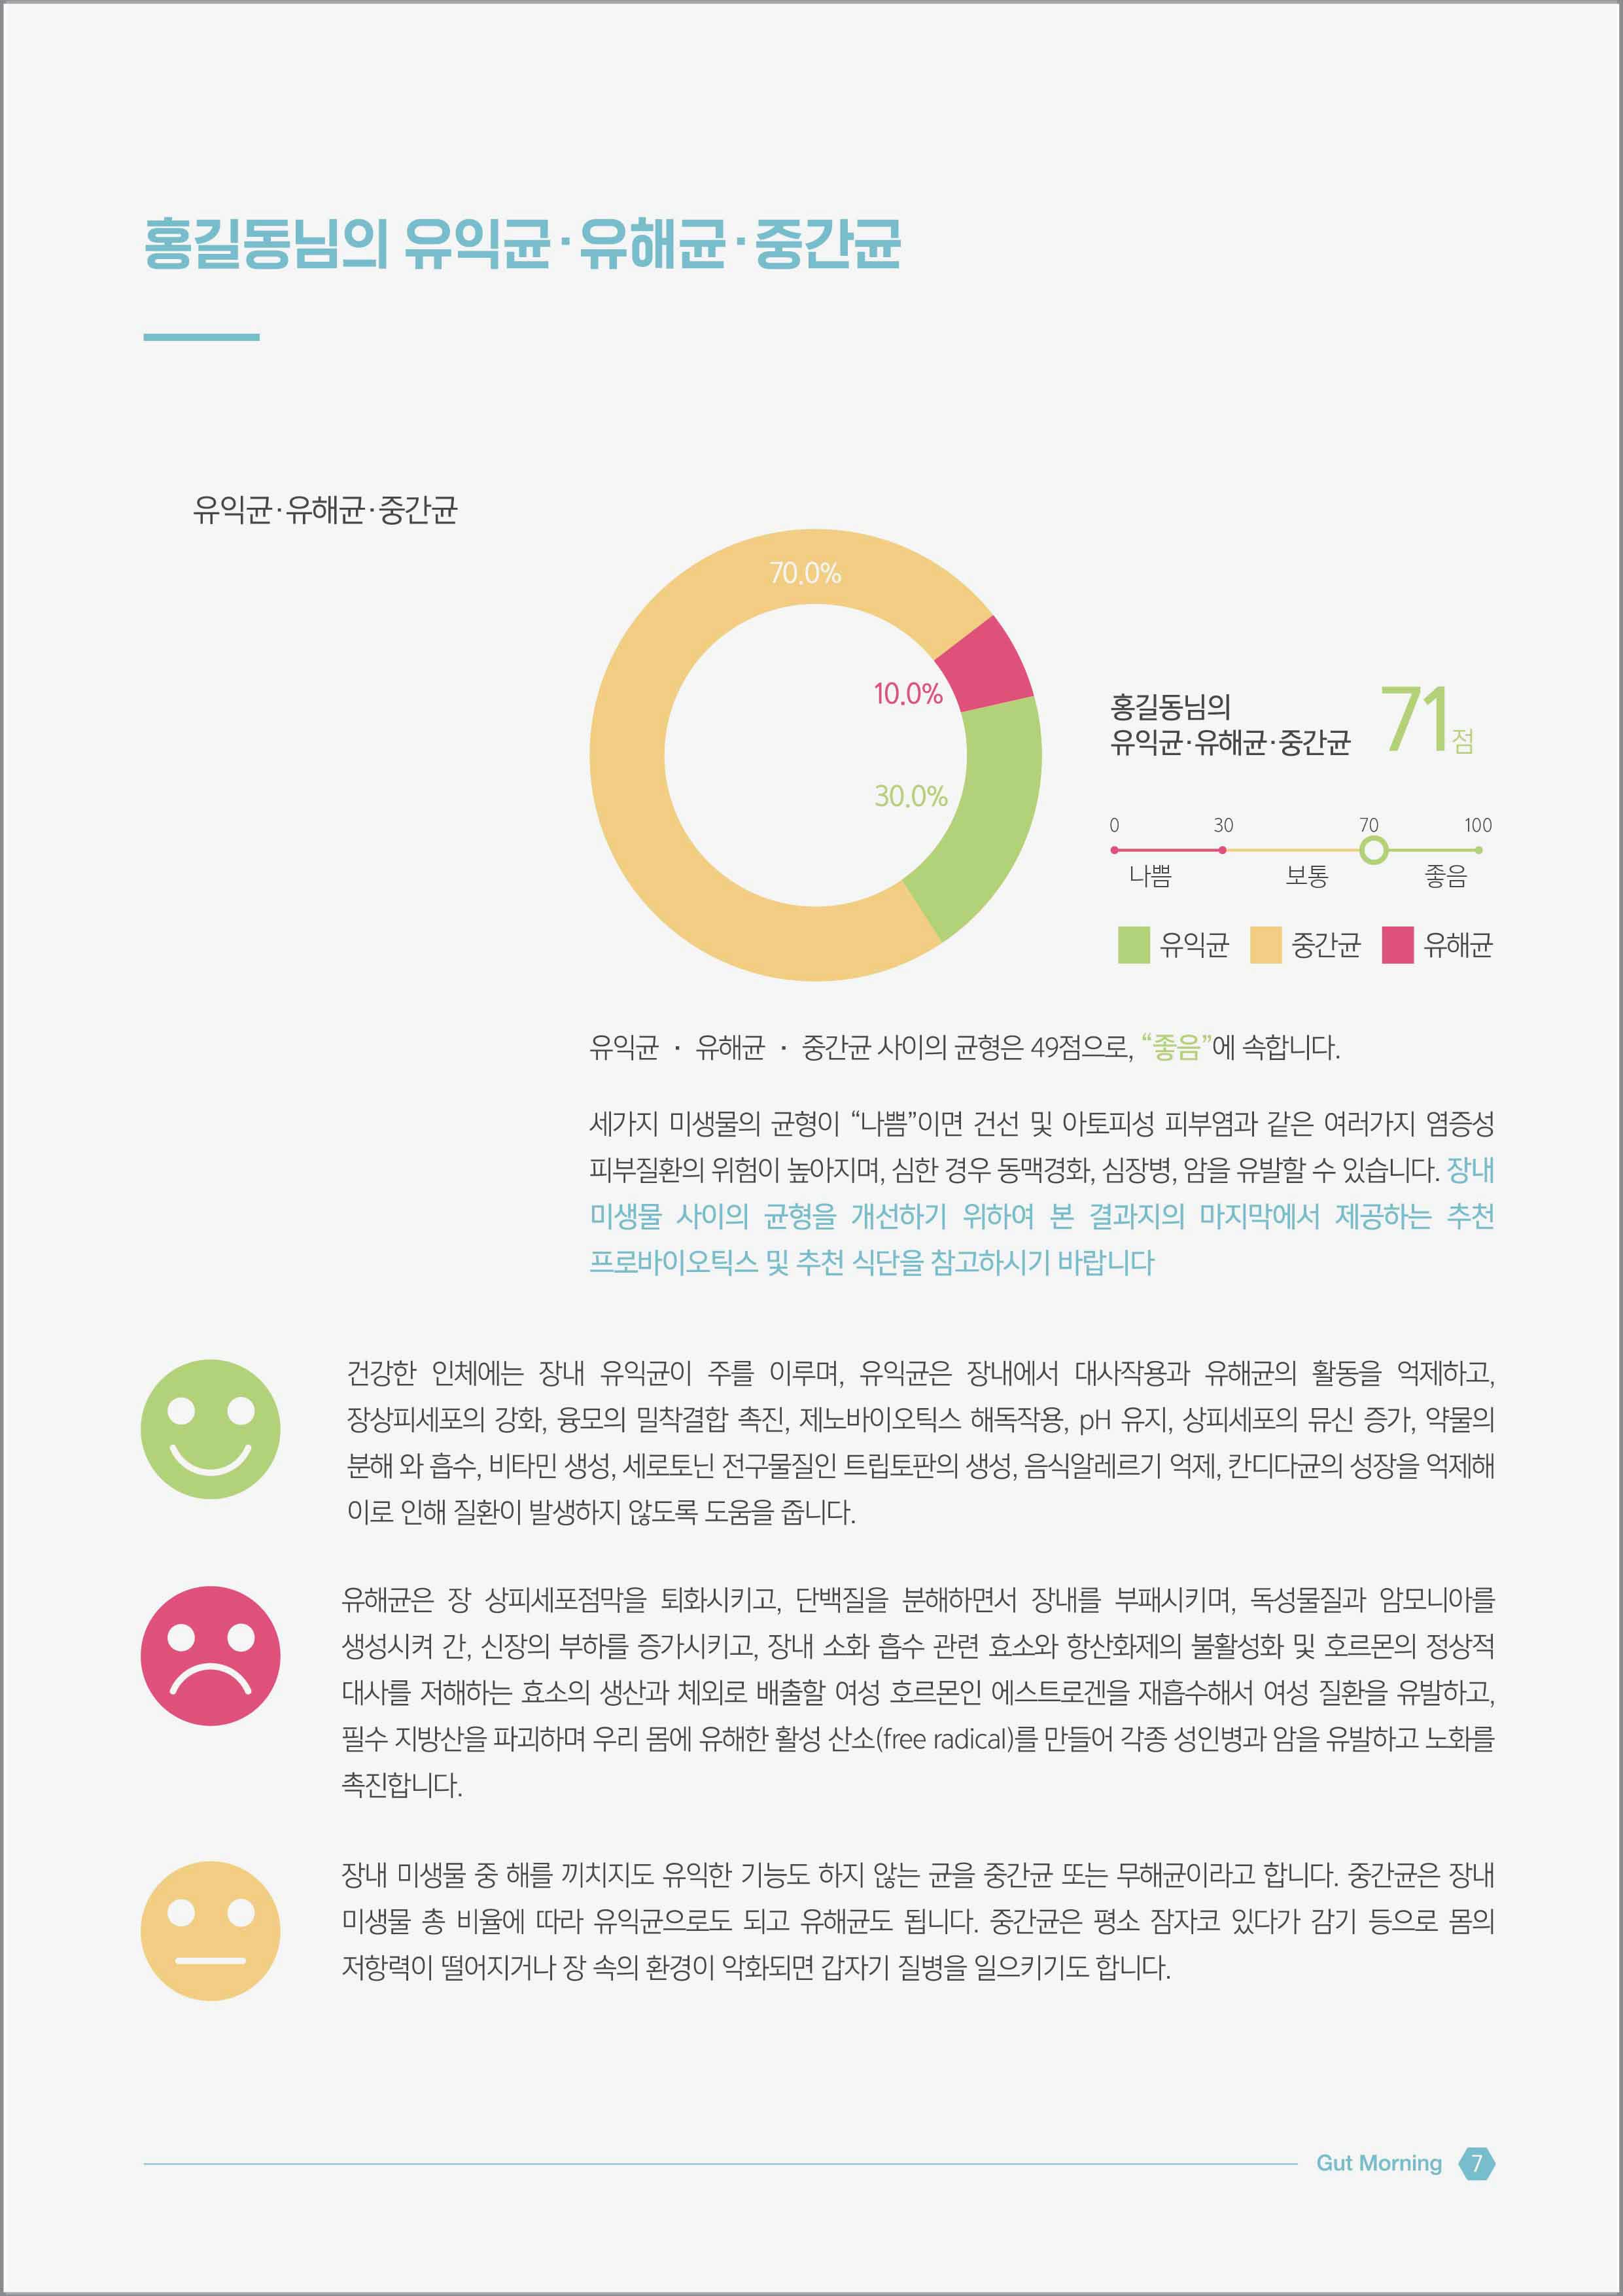 홍길동님의 유익균·유해균·중간균
유익균·유해균·중간균
70.0%
10.0%
30.0%
홍길동님의
유익균·유해균·중간균
71점
0 30 70 100
나쁨 보통 좋음
유익균 중간균 유해균
유익균 · 유해균 · 중간균 사이의 균형은 49점으로, “좋음”에 속합니다.
세가지 미생물의 균형이 “나쁨”이면 건선 및 아토피성 피부염과 같은 여러가지 염증성
피부질환의 위험이 높아지며, 심한 경우 동맥경화, 심장병, 암을 유발할 수 있습니다. 장내
미생물 사이의 균형을 개선하기 위하여 본 결과지의 마지막에서 제공하는 추천
프로바이오틱스 및 추천 식단을 참고하시기 바랍니다
건강한 인체에는 장내 유익균이 주를 이루며, 유익균은 장내에서 대사작용과 유해균의 활동을 억제하고,
장상피세포의 강화, 융모의 밀착결합 촉진, 제노바이오틱스 해독작용, pH 유지, 상피세포의 뮤신 증가, 약물의
분해 와 흡수, 비타민 생성, 세로토닌 전구물질인 트립토판의 생성, 음식알레르기 억제, 칸디다균의 성장을 억제해
이로 인해 질환이 발생하지 않도록 도움을 줍니다.
유해균은 장 상피세포점막을 퇴화시키고, 단백질을 분해하면서 장내를 부패시키며, 독성물질과 암모니아를
생성시켜 간, 신장의 부하를 증가시키고, 장내 소화 흡수 관련 효소와 항산화제의 불활성화 및 호르몬의 정상적
대사를 저해하는 효소의 생산과 체외로 배출할 여성 호르몬인 에스트로겐을 재흡수해서 여성 질환을 유발하고,
필수 지방산을 파괴하며 우리 몸에 유해한 활성 산소(free radical)를 만들어 각종 성인병과 암을 유발하고 노화를
촉진합니다.
장내 미생물 중 해를 끼치지도 유익한 기능도 하지 않는 균을 중간균 또는 무해균이라고 합니다. 중간균은 장내
미생물 총 비율에 따라 유익균으로도 되고 유해균도 됩니다. 중간균은 평소 잠자코 있다가 감기 등으로 몸의
저항력이 떨어지거나 장 속의 환경이 악화되면 갑자기 질병을 일으키기도 합니다.
Gut Morning 7